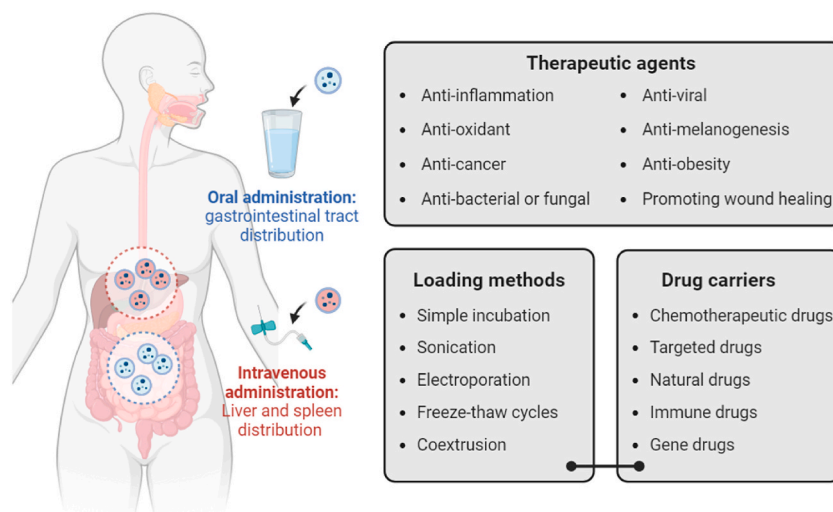 Oral administration:
gastrointestinal tract
distribution
Intravenous
administration:
Liver and spleen
distribution
Therapeutic agents
• Anti-inflammation
• Anti-oxidant
• Anti-cancer
• Anti-bacterial or fungal
• Anti-viral
• Anti-melanogenesis
• Anti-obesity
• Promoting wound healing
Loading methods
• Simple incubation
• Sonication
• Electroporation
• Freeze-thaw cycles
• Coextrusion
Drug carriers
• Chemotherapeutic drugs
• Targeted drugs
• Natural drugs
• Immune drugs
• Gene drugs